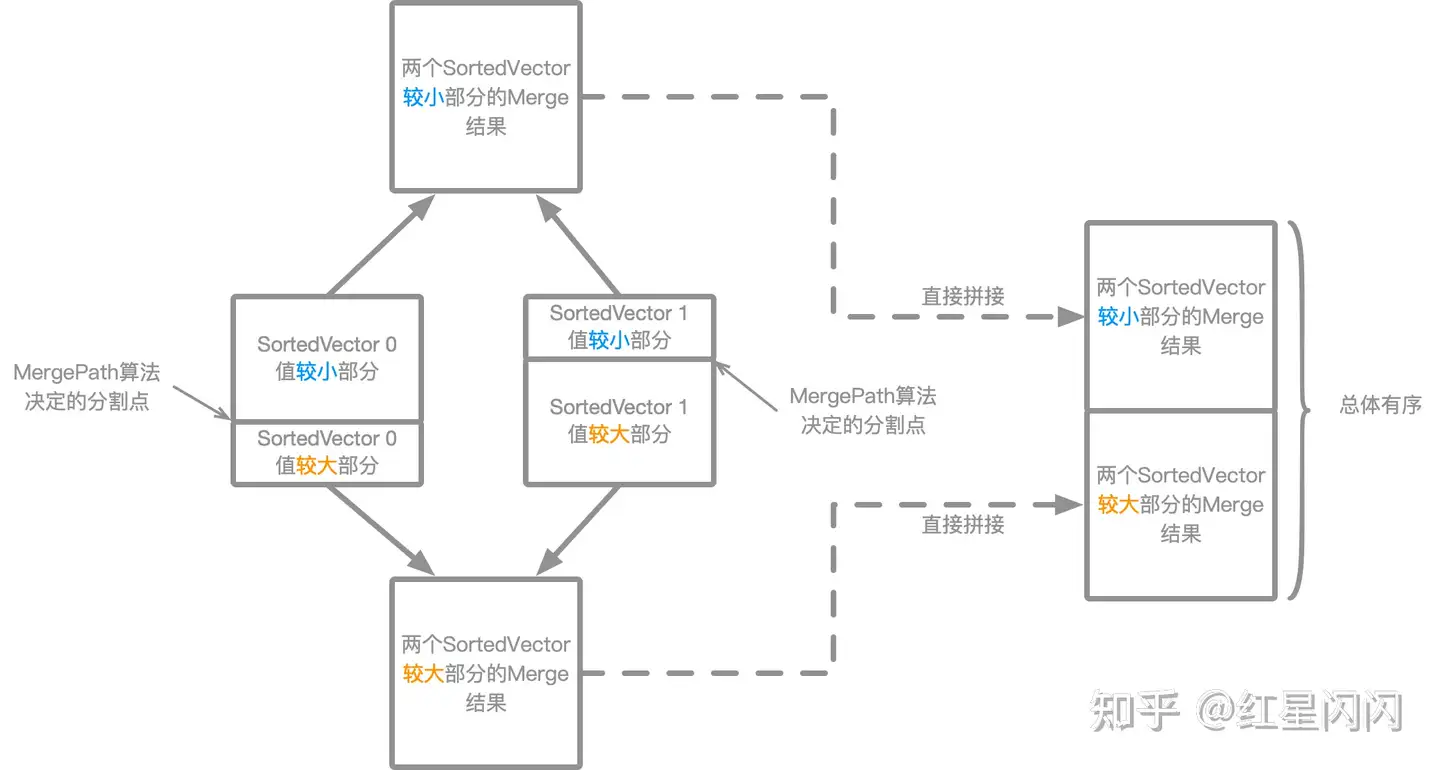 两个SortedVector
较小部分的Merge
结果
SortedVector 0
值较小部分
SortedVector 0
值较大部分
MergePath算法
决定的分割点
SortedVector 1
值较小部分
SortedVector 1
值较大部分
MergePath算法
决定的分割点
两个SortedVector
较大部分的Merge
结果
直接拼接
直接拼接
两个SortedVector
较小部分的Merge
结果
两个SortedVector
较大部分的Merge
结果
总体有序
知乎 @红星闪闪